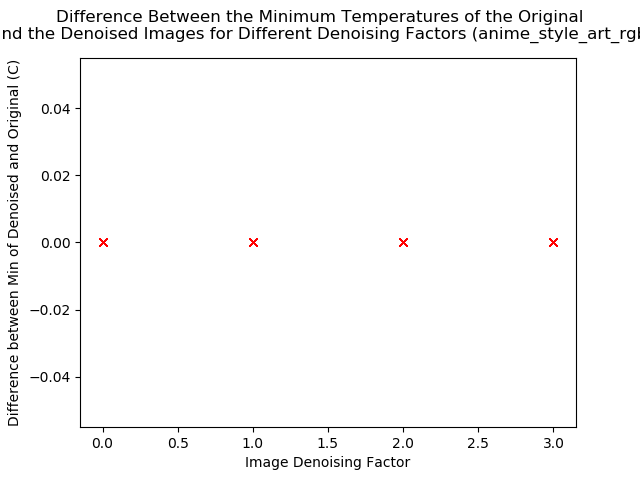 Difference Between the Minimum Temperatures of the Original
nd the Denoised Images for Different Denoising Factors (anime_style_art_rgb
Difference between Min of Denoised and Original (C)
0.04
0.02
0.00
−0.02
−0.04
0.0 0.5 1.0 1.5 2.0 2.5 3.0
Image Denoising Factor